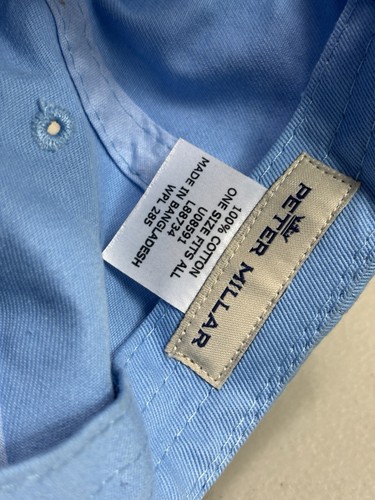 100% COTTON
ONE SIZE FITS ALL
U08591
L88734
MADE IN BANGLADESH
WPL 285
PETER MILLAR